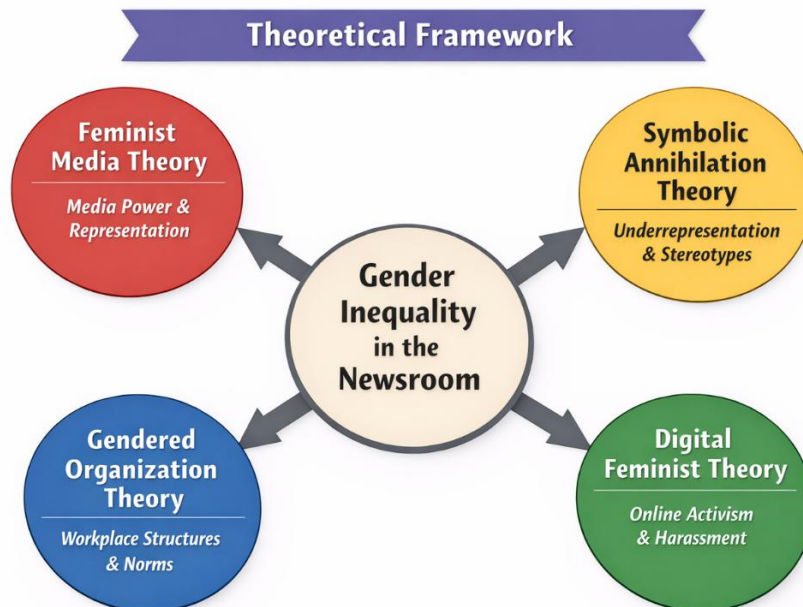 Theoretical Framework
Feminist
Media Theory
Media Power &
Representation
Symbolic
Annihilation
Theory
Underrepresentation
& Stereotypes
Gender
Inequality
in the
Newsroom
Gendered
Organization
Theory
Workplace Structures
& Norms
Digital
Feminist Theory
Online Activism
& Harassment